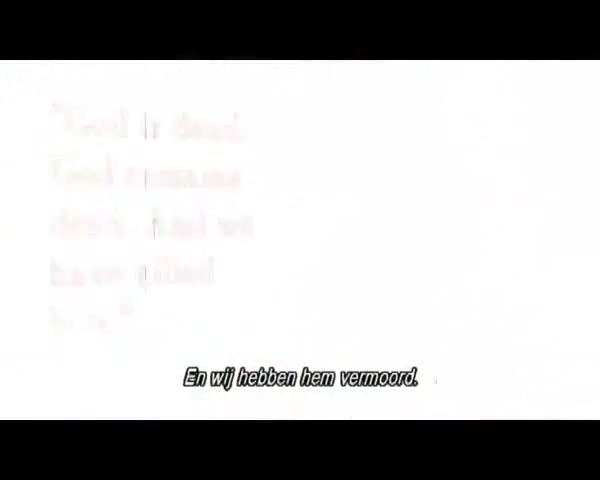 "God is dead.
God remains
dead. And we
have killed
him."
En wij hebben hem vermoord.